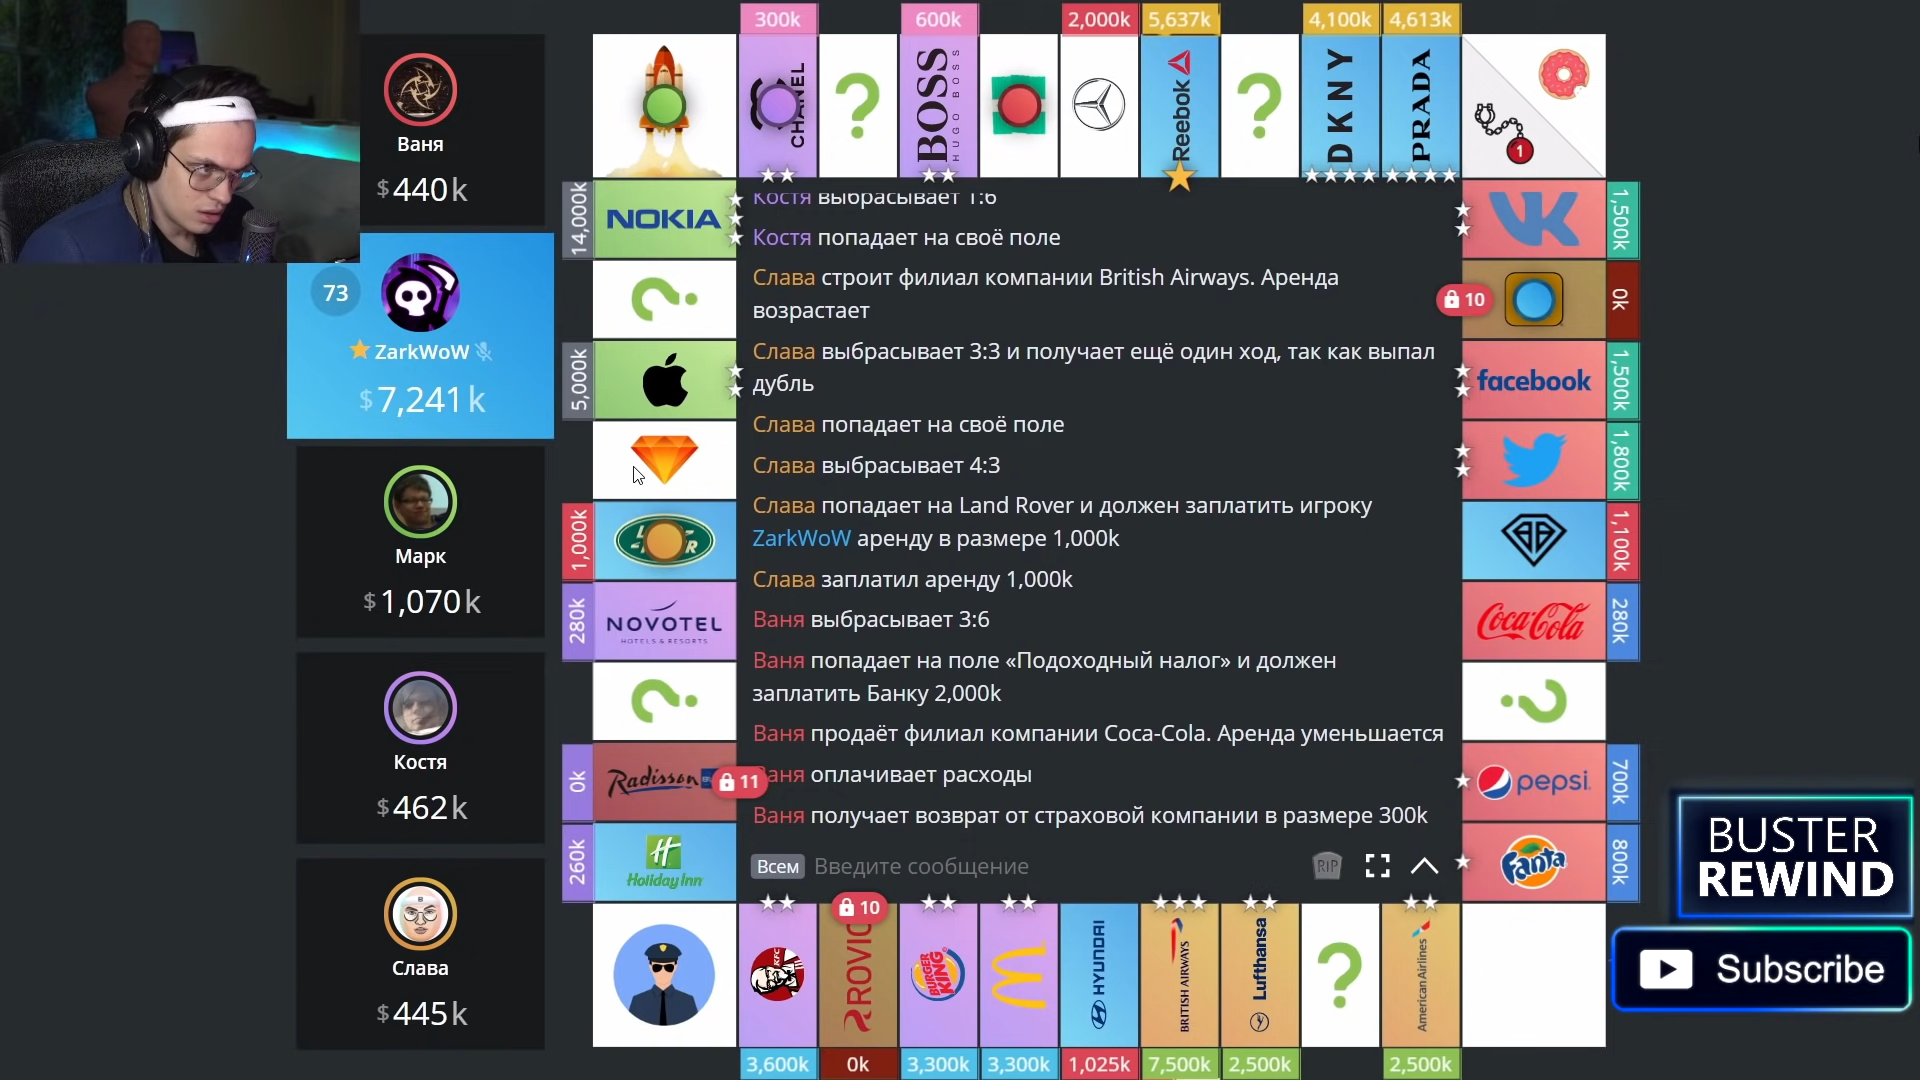 300k
600k
2,000k
5,637k
4,100k
4,613k
CHANEL
BOSS
HUGO BOSS
Reebok
DKNY
PRADA
1
Ваня
$440k
73
ZarkWoW
$7,241k
Марк
$1,070k
Костя
$462k
Слава
$445k
14,000k
NOKIA
5,000k
1,000k
280k
NOVOTEL
HOTELS & RESORTS
0k
Radisson
11
260k
Holiday Inn
Костя выбрасывает 1:6
Костя попадает на своё поле
Слава строит филиал компании British Airways. Аренда
возрастает
Слава выбрасывает 3:3 и получает ещё один ход, так как выпал
дубль
Слава попадает на своё поле
Слава выбрасывает 4:3
Слава попадает на Land Rover и должен заплатить игроку
ZarkWoW аренду в размере 1,000k
Слава заплатил аренду 1,000k
Ваня выбрасывает 3:6
Ваня попадает на поле «Подоходный налог» и должен
заплатить Банку 2,000k
Ваня продаёт филиал компании Coca-Cola. Аренда уменьшается
Ваня оплачивает расходы
Ваня получает возврат от страховой компании в размере 300k
Всем
Введите сообщение
RIP
VK
1,500k
10
0k
facebook
1,500k
1,800k
1,100k
Coca-Cola
280k
pepsi
700k
Fanta
800k
KFC
10
ROVIO
BURGER KING
HYUNDAI
BRITISH AIRWAYS
Lufthansa
American Airlines
3,600k
0k
3,300k
3,300k
1,025k
7,500k
2,500k
2,500k
BUSTER
REWIND
Subscribe